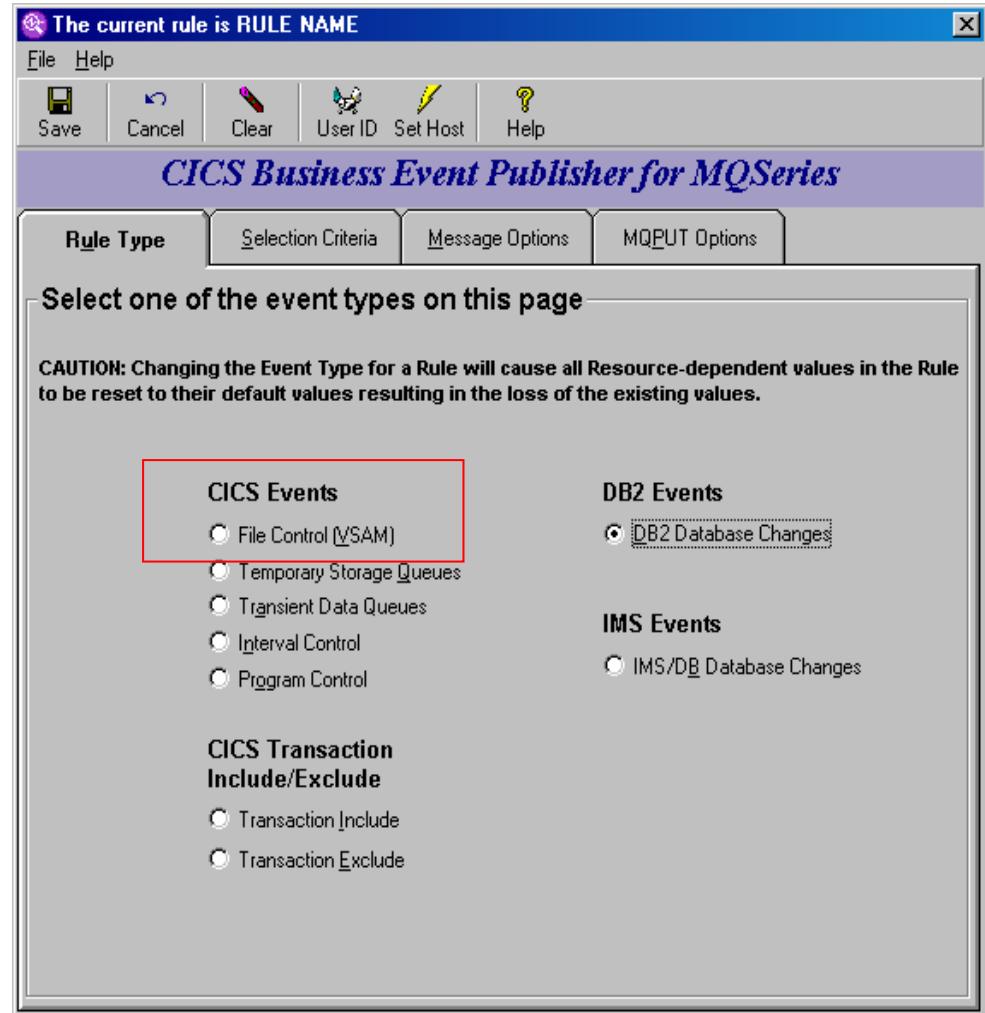 The current rule is RULE NAME
File Help
Save Cancel Clear User ID Set Host Help
CICS Business Event Publisher for MQSeries
Rule Type Selection Criteria Message Options MQPUT Options
Select one of the event types on this page
CAUTION: Changing the Event Type for a Rule will cause all Resource-dependent values in the Rule
to be reset to their default values resulting in the loss of the existing values.
CICS Events
File Control (VSAM)
Temporary Storage Queues
Transient Data Queues
Interval Control
Program Control
CICS Transaction
Include/Exclude
Transaction Include
Transaction Exclude
DB2 Events
DB2 Database Changes
IMS Events
IMS/DB Database Changes